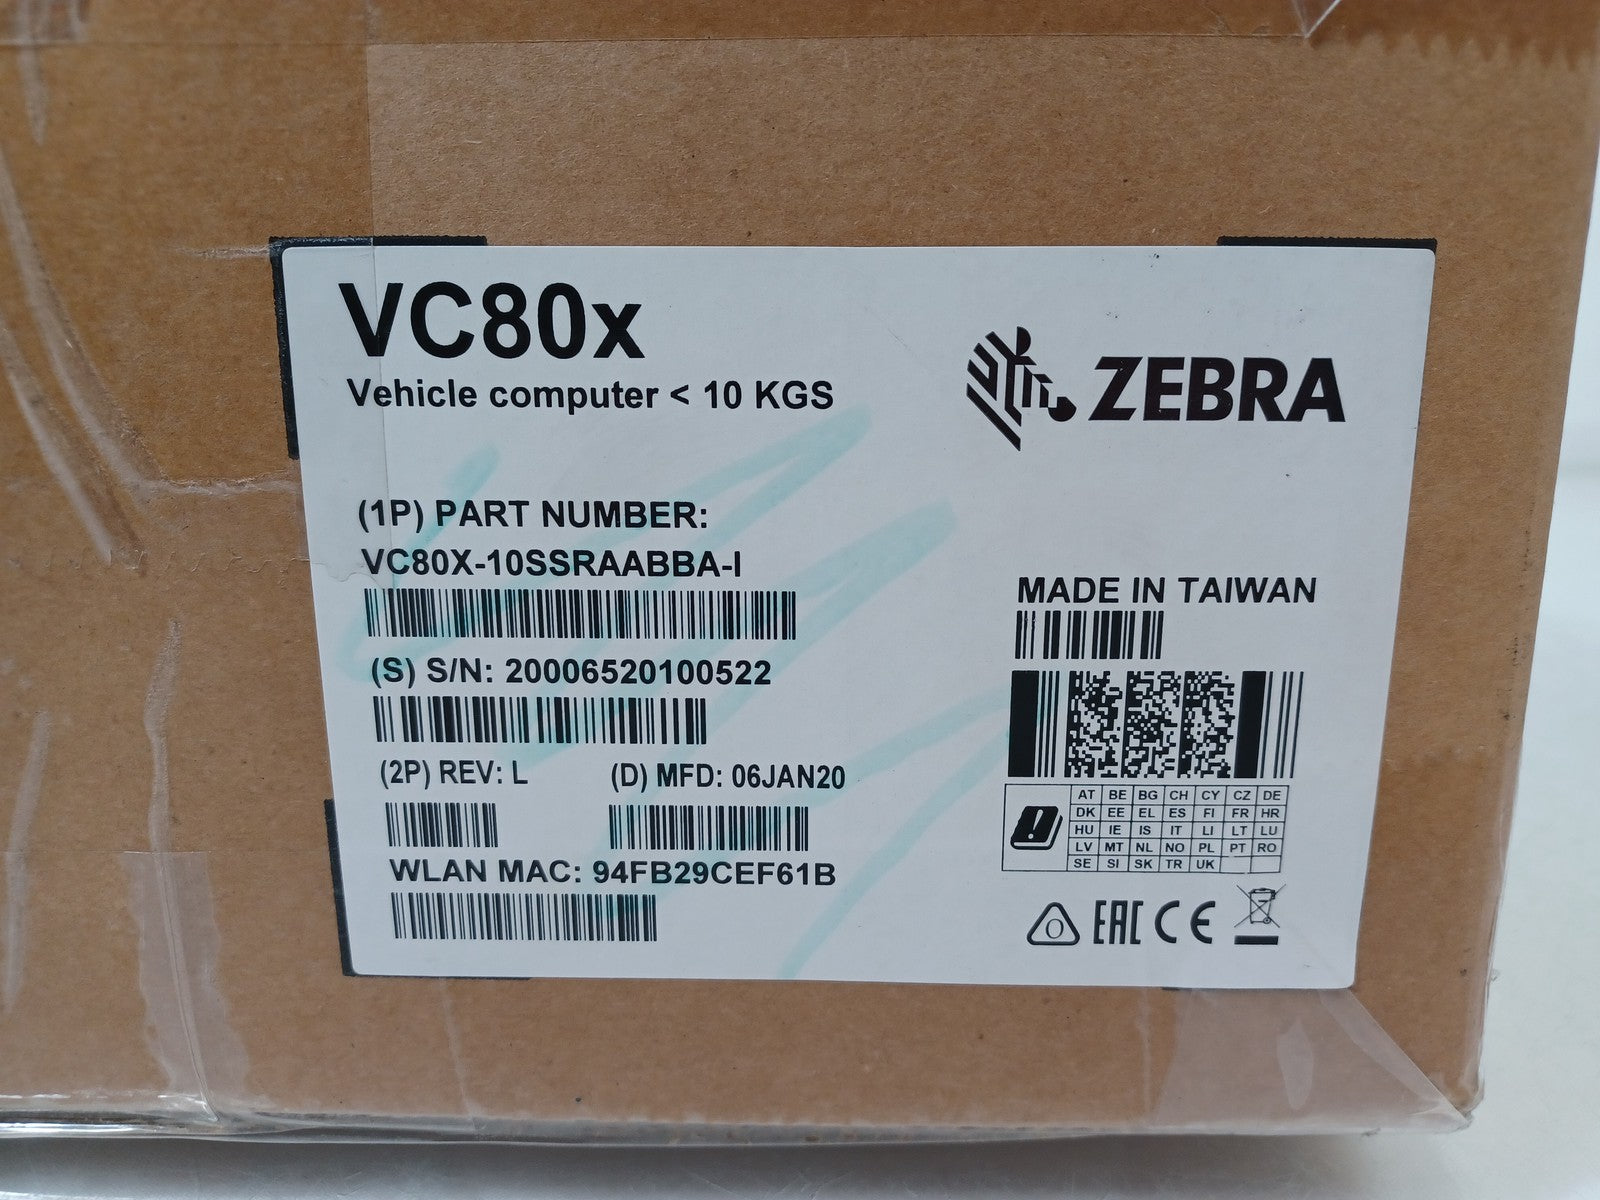 VC80x
Vehicle computer < 10 KGS
ZEBRA
(1P) PART NUMBER:
VC80X-10SSRAABBA-I
(S) S/N: 20006520100522
(2P) REV: L
(D) MFD: 06JAN20
WLAN MAC: 94FB29CEF61B
MADE IN TAIWAN
AT BE BG CH CY CZ DE
DK EE EL ES FI FR HR
HU IE IS IT LI LT LU
LV MT NL NO PL PT RO
SE SI SK TR UK
O EAC CE